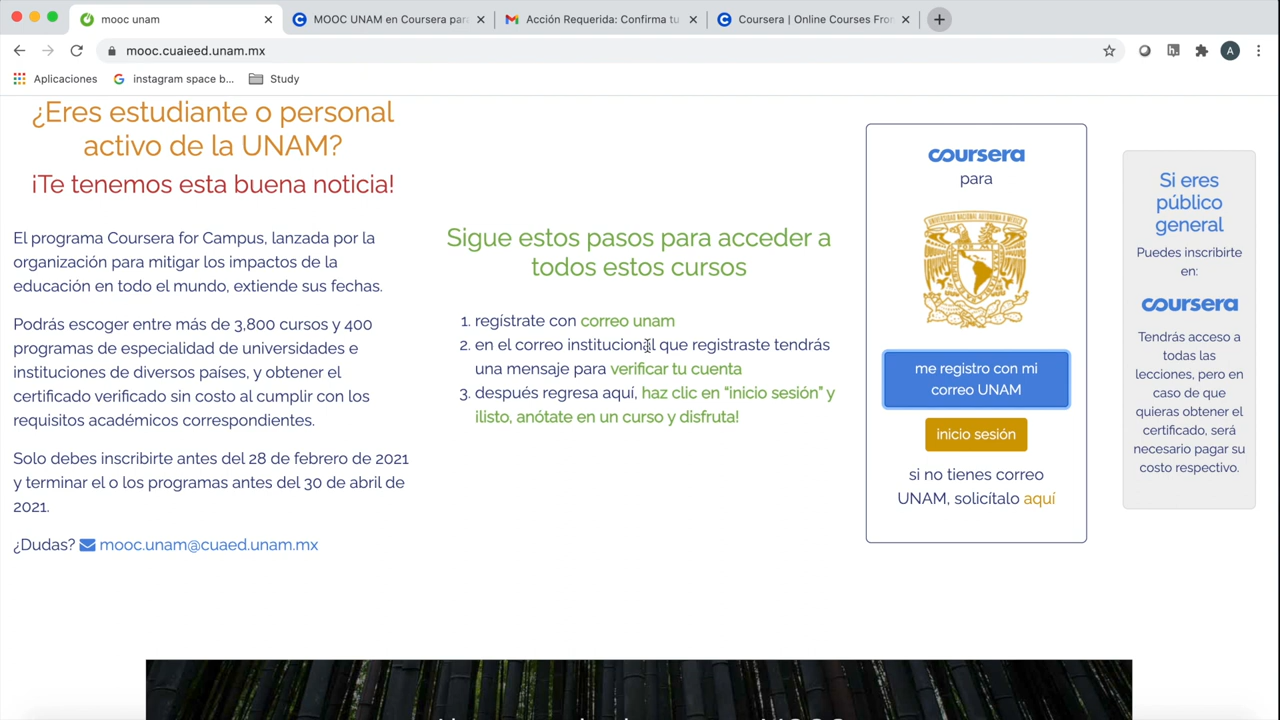 mooc unam
MOOC UNAM en Coursera par
Acción Requerida: Confirma tu
Coursera | Online Courses From
mooc.cuaieed.unam.mx
A
Aplicaciones
instagram space b...
Study
¿Eres estudiante o personal
activo de la UNAM?
¡Te tenemos esta buena noticia!
El programa Coursera for Campus, lanzada por la
organización para mitigar los impactos de la
educación en todo el mundo, extiende sus fechas.
Podrás escoger entre más de 3,800 cursos y 400
programas de especialidad de universidades e
instituciones de diversos países, y obtener el
certificado verificado sin costo al cumplir con los
requisitos académicos correspondientes.
Solo debes inscribirte antes del 28 de febrero de 2021
y terminar el o los programas antes del 30 de abril de
2021.
¿Dudas? mooc.unam@cuaed.unam.mx
Sigue estos pasos para acceder a
todos estos cursos
1. regístrate con correo unam
2. en el correo institucional que registraste tendrás
una mensaje para verificar tu cuenta
3. después regresa aquí, haz clic en “inicio sesión” y
¡listo, anótate en un curso y disfruta!
coursera
para
me registro con mi
correo UNAM
inicio sesión
si no tienes correo
UNAM, solicítalo aquí
Si eres
público
general
Puedes inscribirte
en:
coursera
Tendrás acceso a
todas las
lecciones, pero en
caso de que
quieras obtener el
certificado, será
necesario pagar su
costo respectivo.